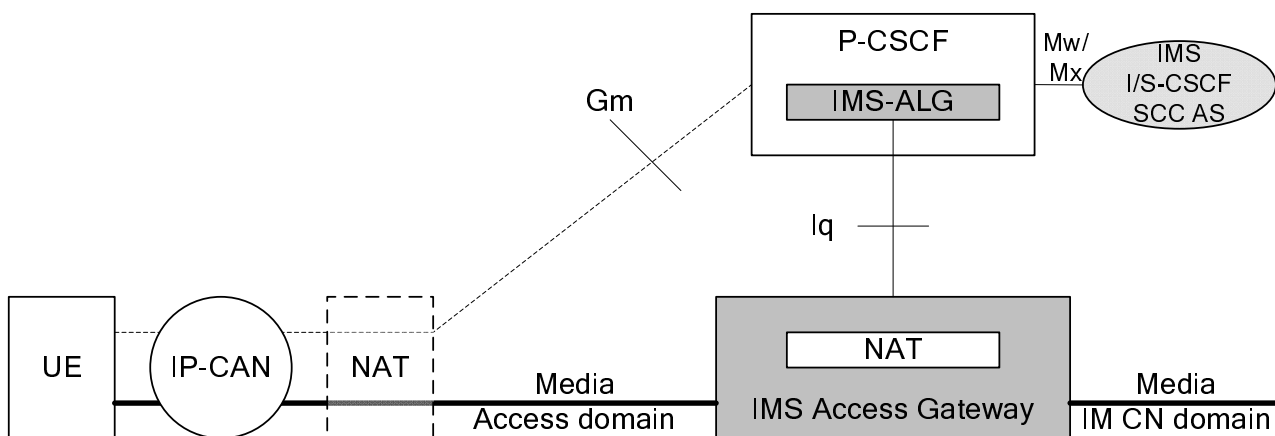 P-CSCF
IMS-ALG
Mw/
Mx
IMS
I/S-CSCF
SCC AS
Gm
Iq
UE
IP-CAN
NAT
Media
Access domain
NAT
IMS Access Gateway
Media
IM CN domain